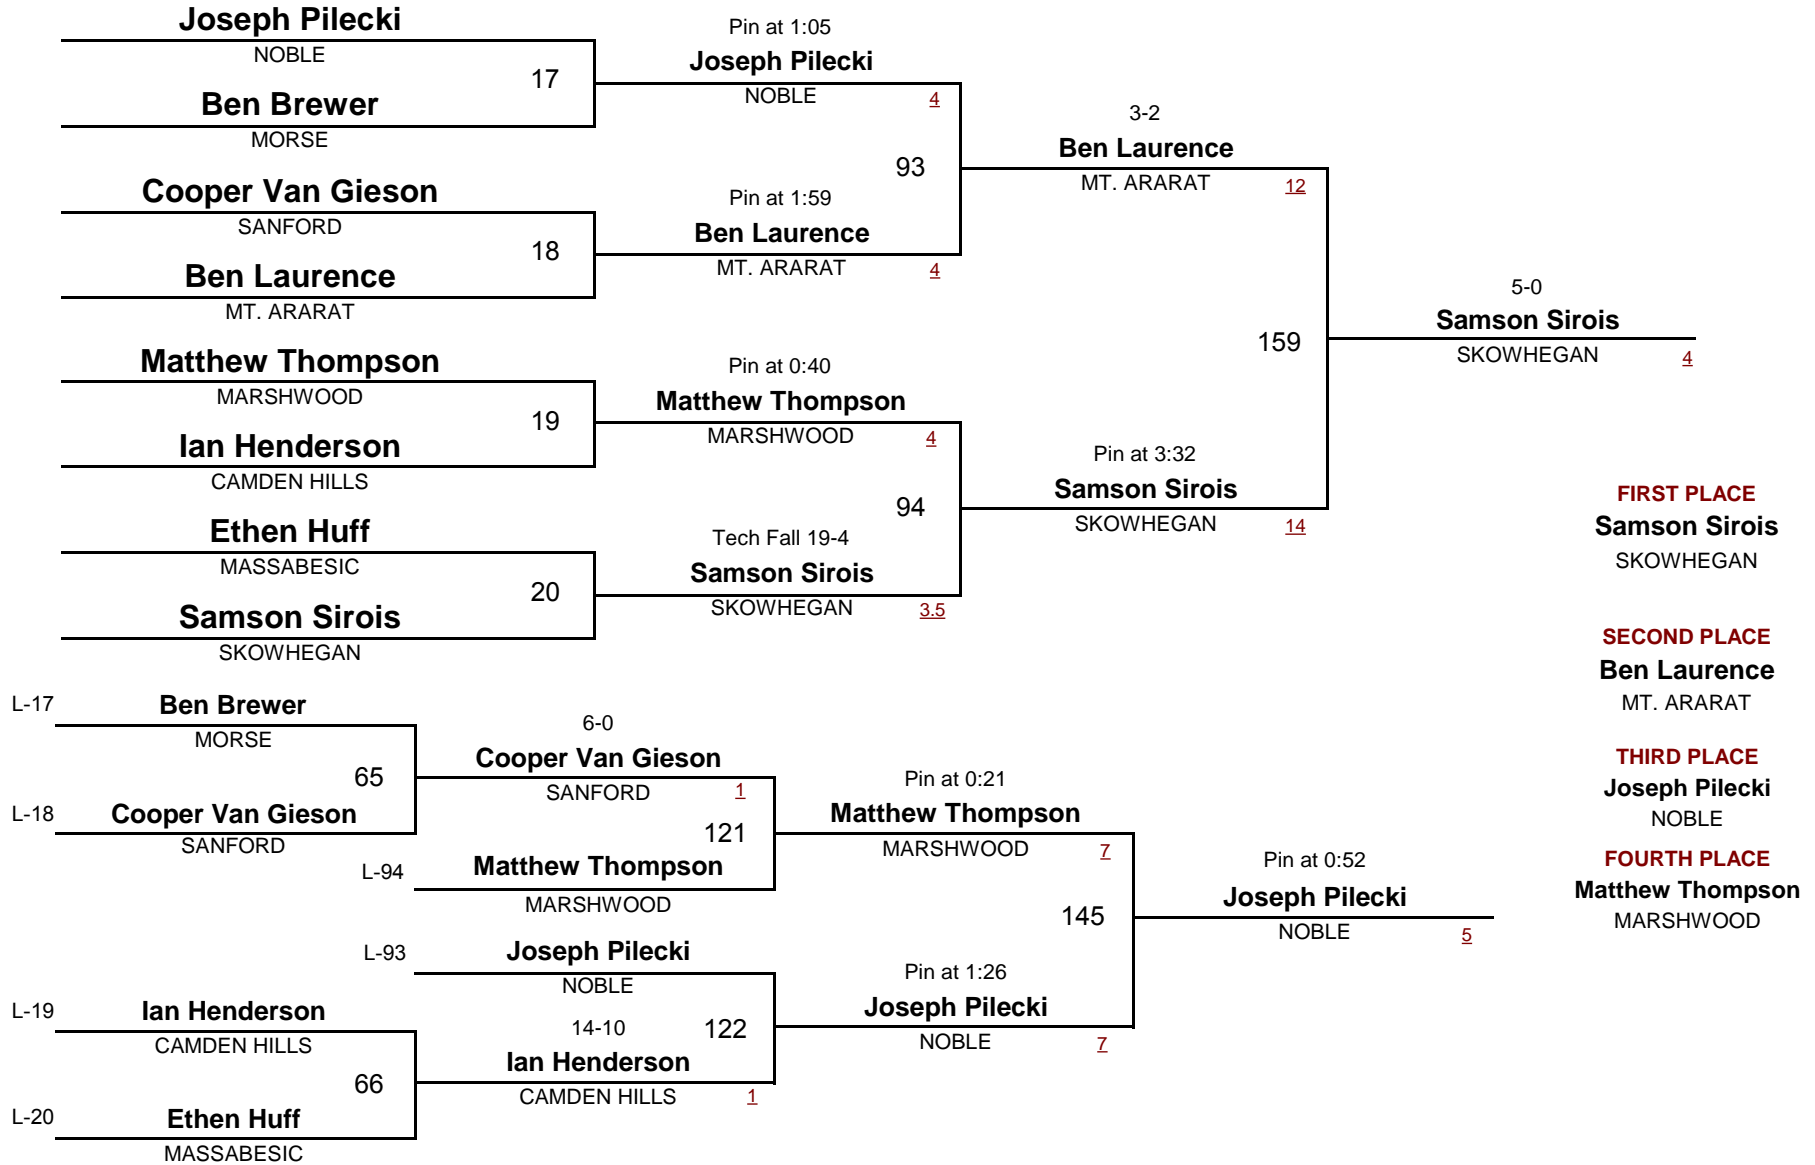 Joseph Pilecki
NOBLE
17
Ben Brewer
MORSE
Cooper Van Gieson
SANFORD
18
Ben Laurence
MT. ARARAT
Matthew Thompson
MARSHWOOD
19
Ian Henderson
CAMDEN HILLS
Ethen Huff
MASSABESIC
20
Samson Sirois
SKOWHEGAN
Pin at 1:05
Joseph Pilecki
NOBLE 4
93
Pin at 1:59
Ben Laurence
MT. ARARAT 4
Pin at 0:40
Matthew Thompson
MARSHWOOD 4
94
Tech Fall 19-4
Samson Sirois
SKOWHEGAN 3.5
3-2
Ben Laurence
MT. ARARAT 12
159
Pin at 3:32
Samson Sirois
SKOWHEGAN 14
5-0
Samson Sirois
SKOWHEGAN 4
FIRST PLACE
Samson Sirois
SKOWHEGAN
SECOND PLACE
Ben Laurence
MT. ARARAT
THIRD PLACE
Joseph Pilecki
NOBLE
FOURTH PLACE
Matthew Thompson
MARSHWOOD
L-17 Ben Brewer
MORSE
65
L-18 Cooper Van Gieson
SANFORD
6-0
Cooper Van Gieson
SANFORD 1
121
L-94 Matthew Thompson
MARSHWOOD
L-93 Joseph Pilecki
NOBLE
L-19 Ian Henderson
CAMDEN HILLS
66
L-20 Ethen Huff
MASSABESIC
14-10 122
Ian Henderson
CAMDEN HILLS 1
Pin at 0:21
Matthew Thompson
MARSHWOOD 7
145
Pin at 1:26
Joseph Pilecki
NOBLE 7
Pin at 0:52
Joseph Pilecki
NOBLE 5